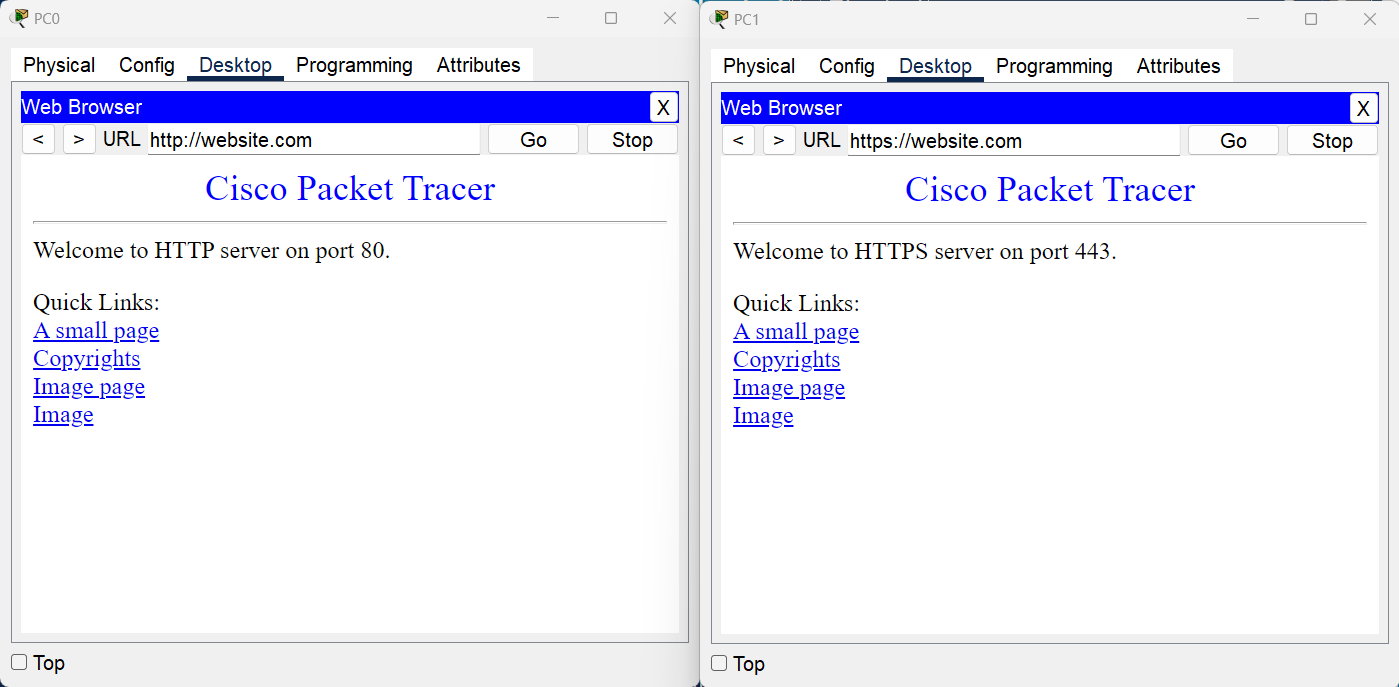 PC0
Physical Config Desktop Programming Attributes
Web Browser X
< > URL http://website.com Go Stop
Cisco Packet Tracer
Welcome to HTTP server on port 80.
Quick Links:
A small page
Copyrights
Image page
Image
Top
PC1
Physical Config Desktop Programming Attributes
Web Browser X
< > URL https://website.com Go Stop
Cisco Packet Tracer
Welcome to HTTPS server on port 443.
Quick Links:
A small page
Copyrights
Image page
Image
Top